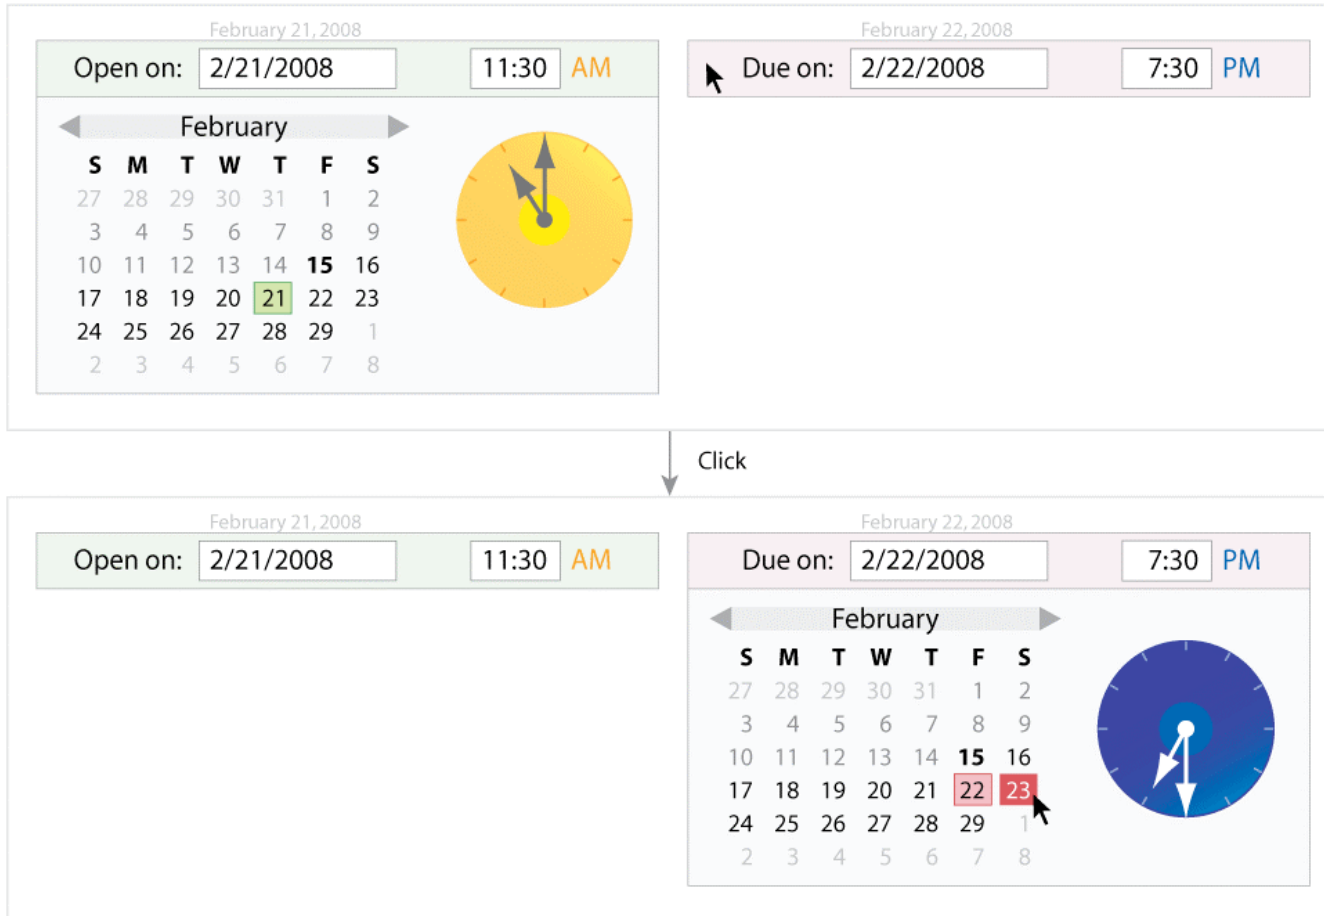 February 21, 2008 February 22, 2008
Open on: 2/21/2008 11:30 AM Due on: 2/22/2008 7:30 PM
February
S M T W T F S
27 28 29 30 31 1 2
3 4 5 6 7 8 9
10 11 12 13 14 15 16
17 18 19 20 21 22 23
24 25 26 27 28 29 1
2 3 4 5 6 7 8
Click
February 21, 2008 February 22, 2008
Open on: 2/21/2008 11:30 AM Due on: 2/22/2008 7:30 PM
February
S M T W T F S
27 28 29 30 31 1 2
3 4 5 6 7 8 9
10 11 12 13 14 15 16
17 18 19 20 21 22 23
24 25 26 27 28 29 1
2 3 4 5 6 7 8